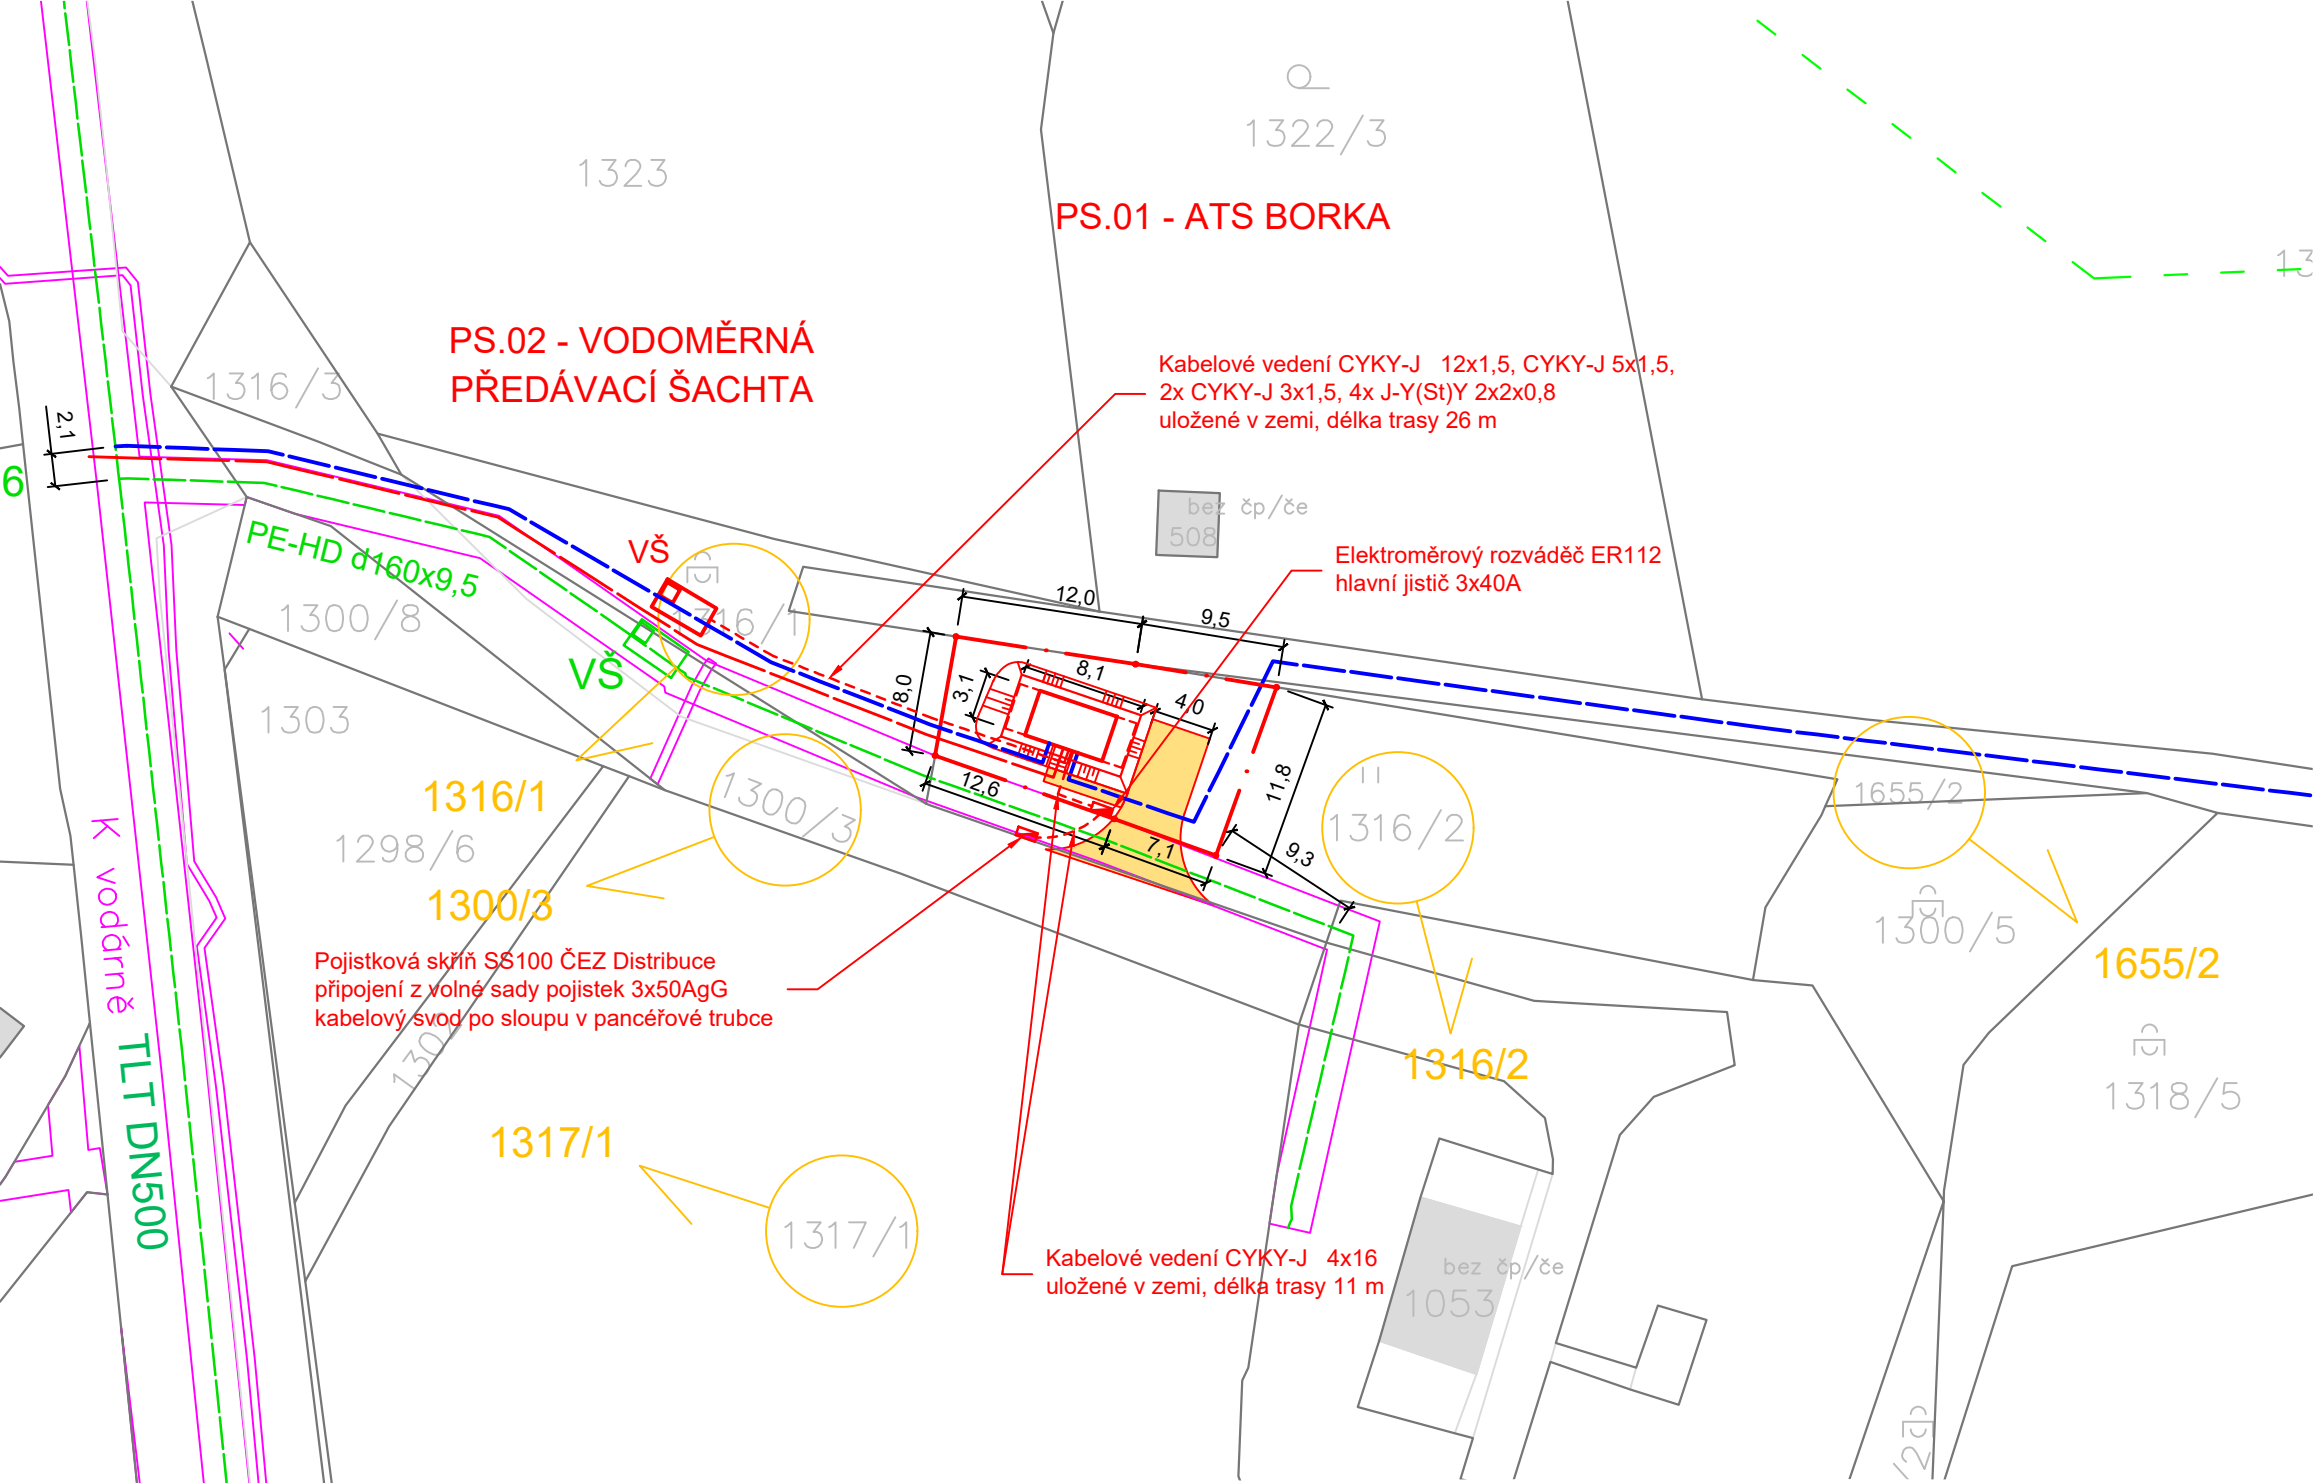 1322/3
1323
PS.01 - ATS BORKA
13
PS.02 - VODOMĚRNÁ
PŘEDÁVACÍ ŠACHTA
1316/3
Kabelové vedení CYKY-J 12x1,5, CYKY-J 5x1,5,
2x CYKY-J 3x1,5, 4x J-Y(St)Y 2x2x0,8
uložené v zemi, délka trasy 26 m
2,1
6
bez čp/če
508
PE-HD d160x9,5
VŠ
Elektroměrový rozváděč ER112
hlavní jistič 3x40A
1300/8
1316/1
12,0
9,5
VŠ
8,0
3,1
8,1
4,0
1303
12,6
11,8
7,1
9,3
1316/1
1300/3
1316/2
1655/2
K vodárně
1298/6
1300/3
1300/5
1655/2
Pojistková skříň SS100 ČEZ Distribuce
připojení z volné sady pojistek 3x50AgG
kabelový svod po sloupu v pancéřové trubce
1316/2
TLT DN500
1318/5
1317/1
1317/1
Kabelové vedení CYKY-J 4x16
uložené v zemi, délka trasy 11 m
bez čp/če
1053
/2